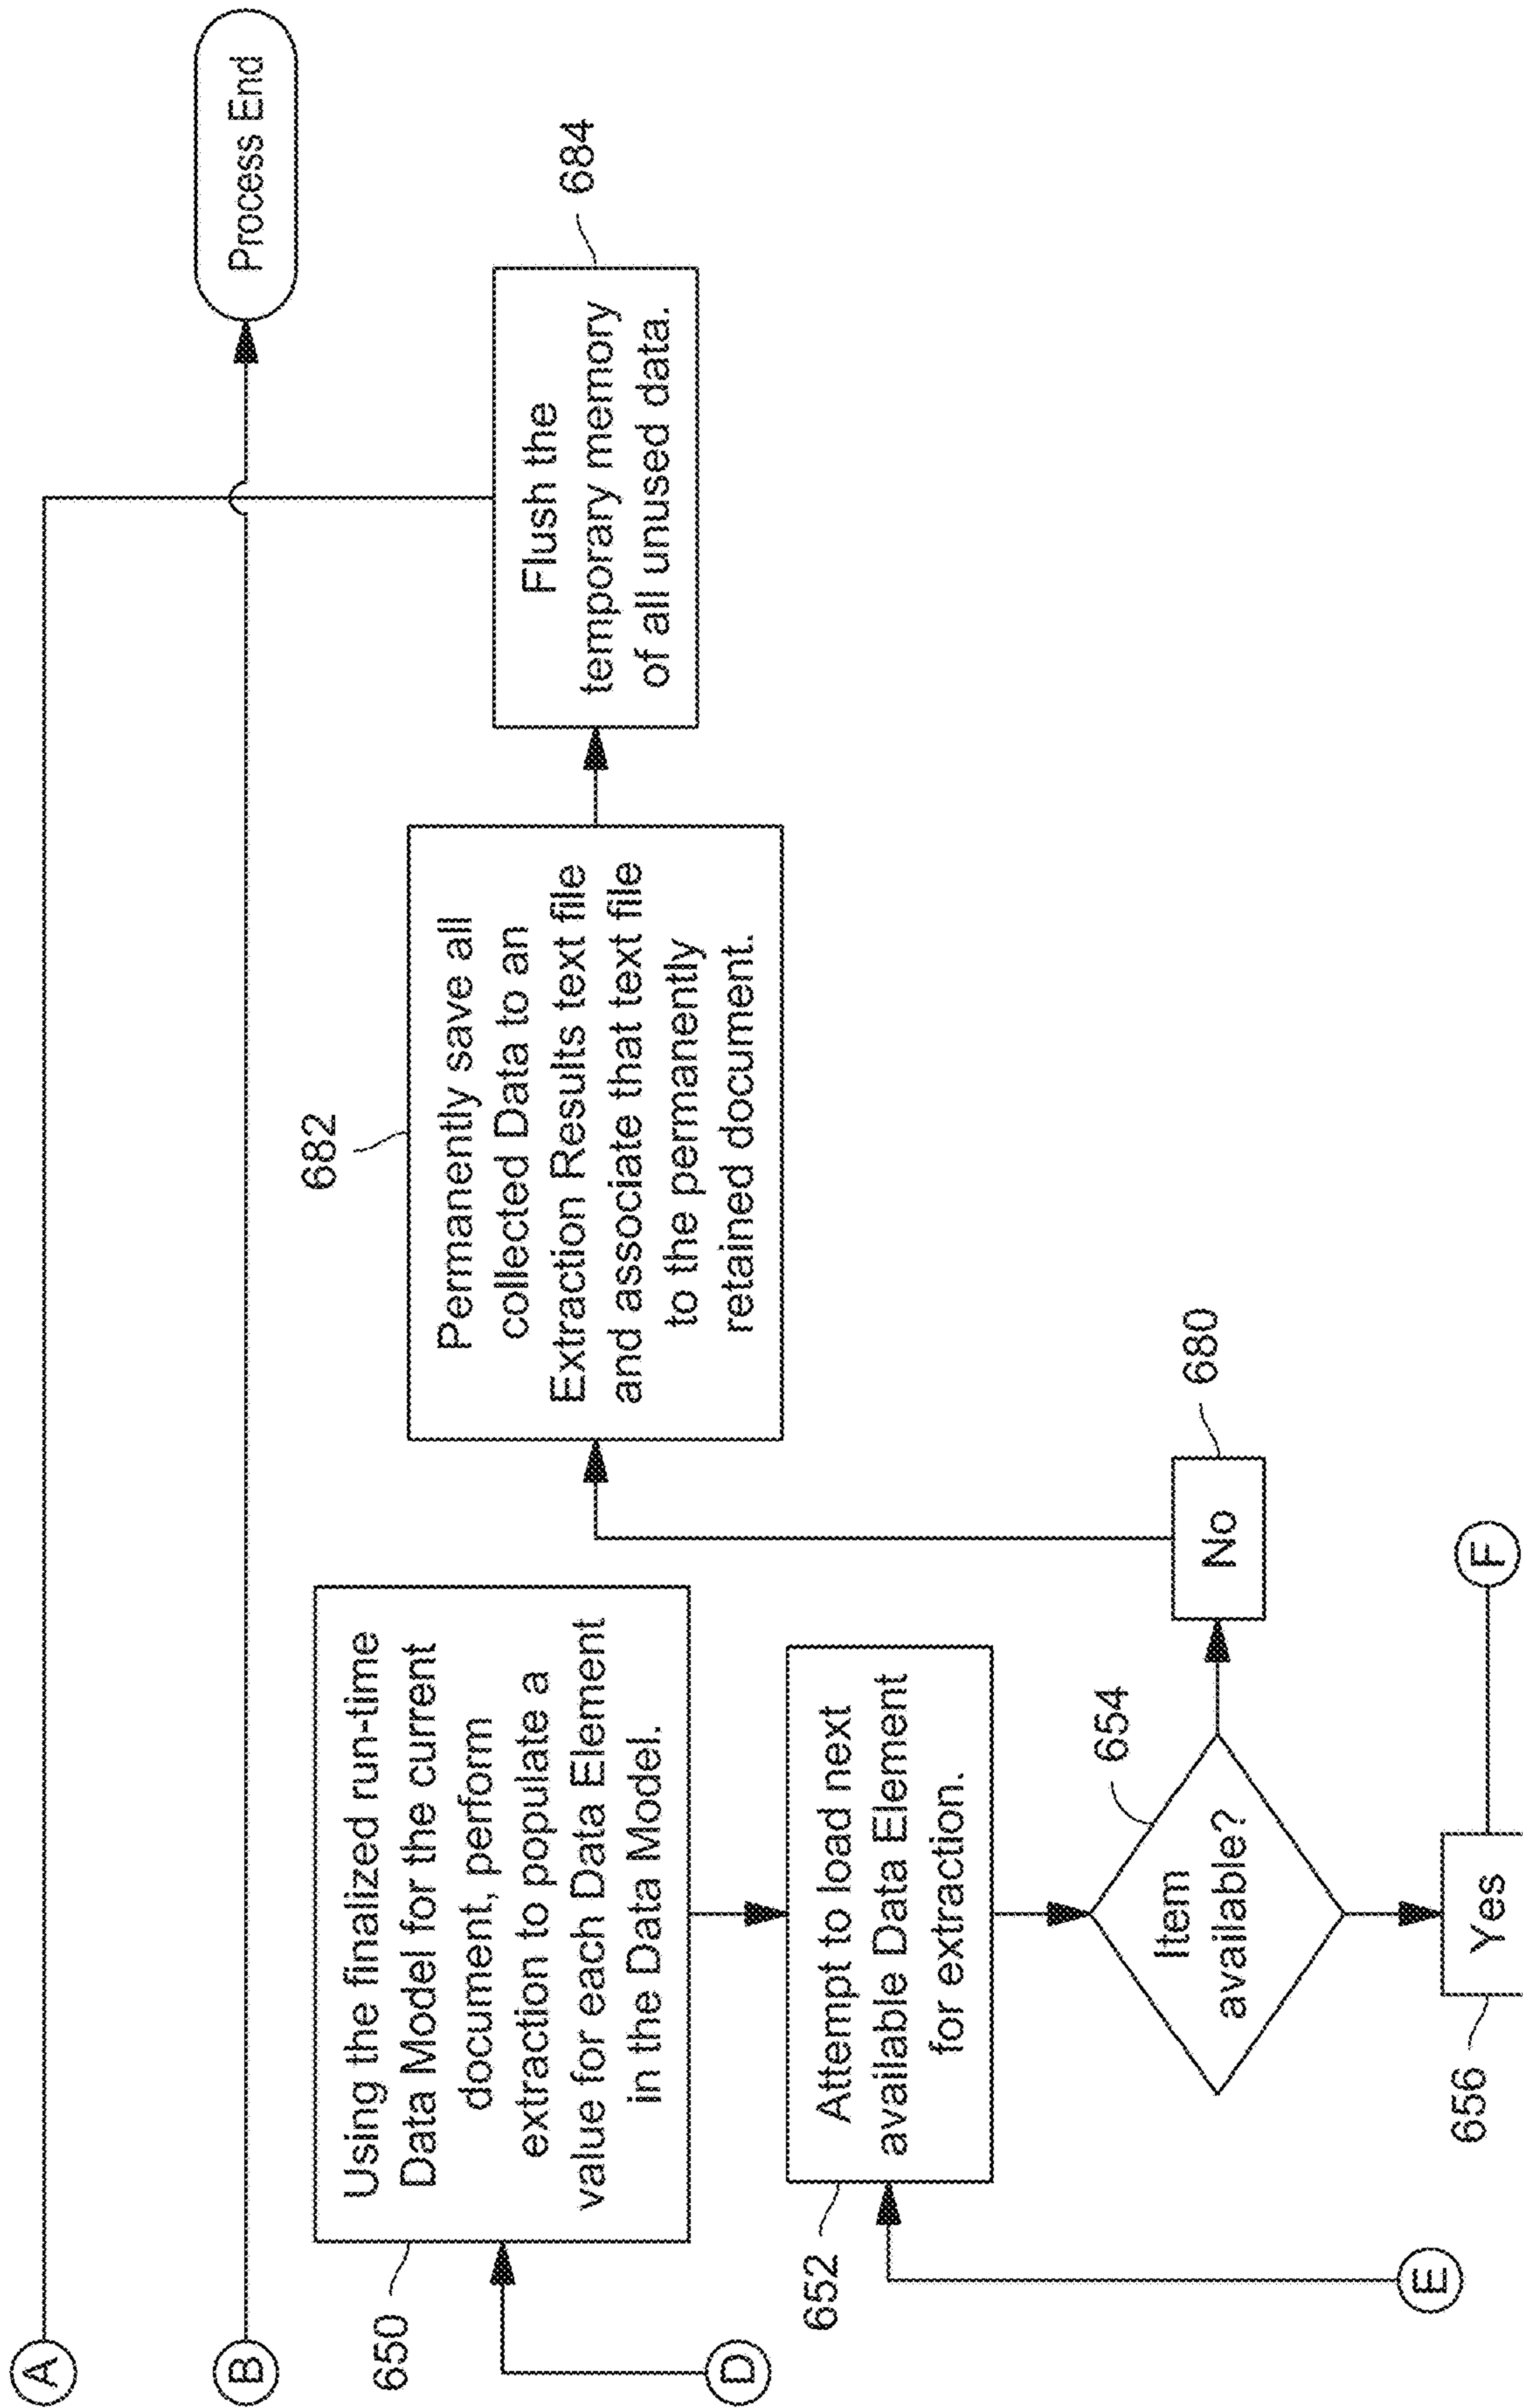 A
B
Process End
650
Using the finalized run-time
Data Model for the current
document, perform
extraction to populate a
value for each Data Element
in the Data Model.
D
682
Permanently save all
collected Data to an
Extraction Results text file
and associate that text file
to the permanently
retained document.
684
Flush the
temporary memory
of all unused data.
652
Attempt to load next
available Data Element
for extraction.
E
654
Item
available?
No
680
656
Yes
F